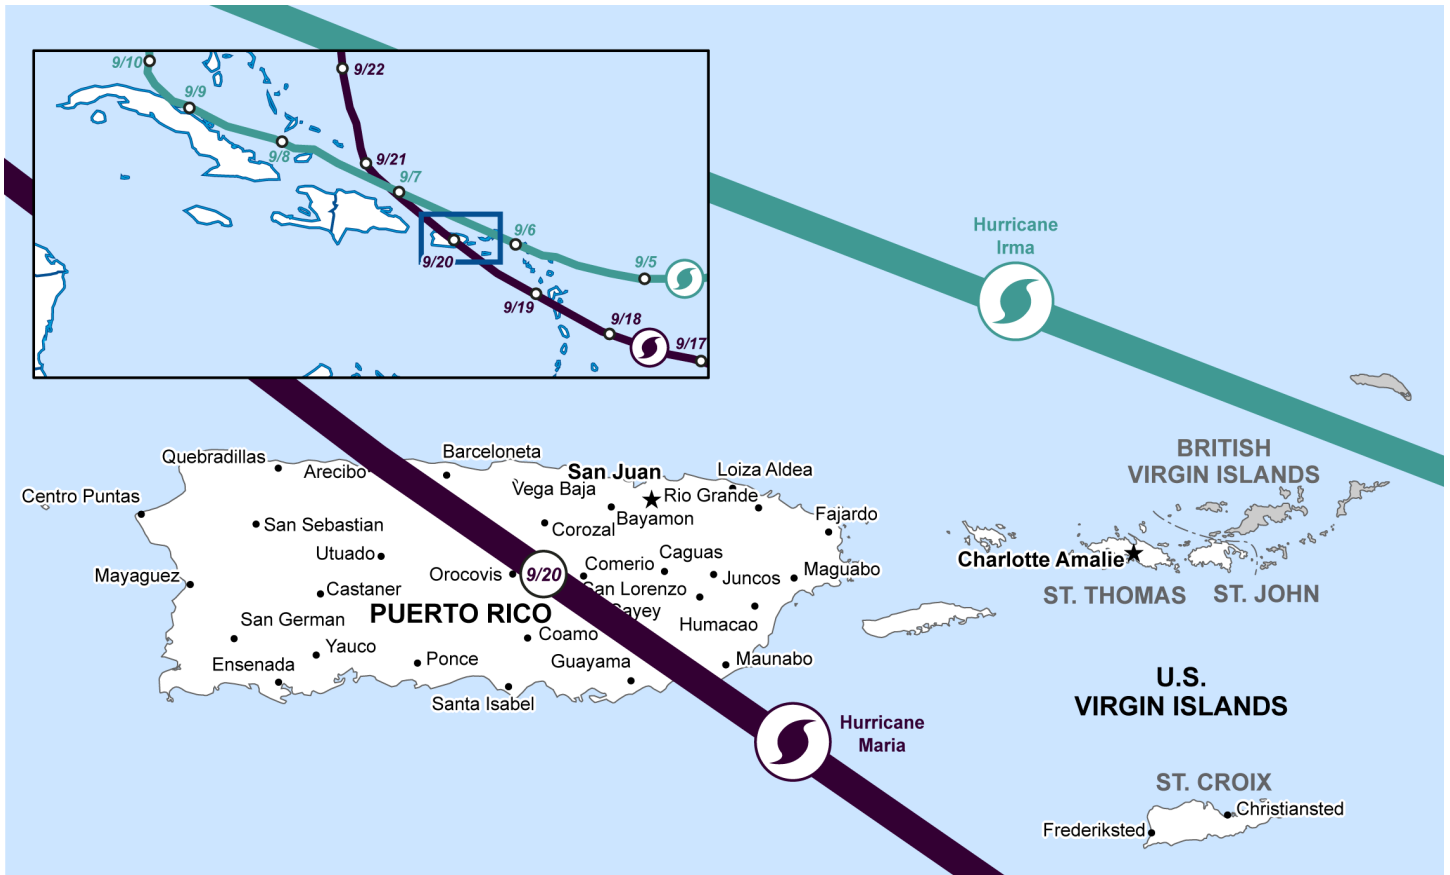 9/10
9/9
9/8
9/22
9/21
9/7
9/6
9/5
9/20
9/19
9/18
9/17
Hurricane
Irma
BRITISH
VIRGIN ISLANDS
Quebradillas
Arecibo
Barceloneta
San Juan
Loiza Aldea
Centro Puntas
Vega Baja
Rio Grande
San Sebastian
Corozal
Bayamon
Fajardo
Utuado
Charlotte Amalie
Mayaguez
Orocovis
9/20
Comerio
Caguas
Juncos
Maguabo
Castaner
San Lorenzo
ST. THOMAS
ST. JOHN
PUERTO RICO
Cayey
San German
Humacao
Yauco
Coamo
Ensenada
Ponce
Guayama
Maunabo
Santa Isabel
U.S.
VIRGIN ISLANDS
Hurricane
Maria
ST. CROIX
Christiansted
Frederiksted